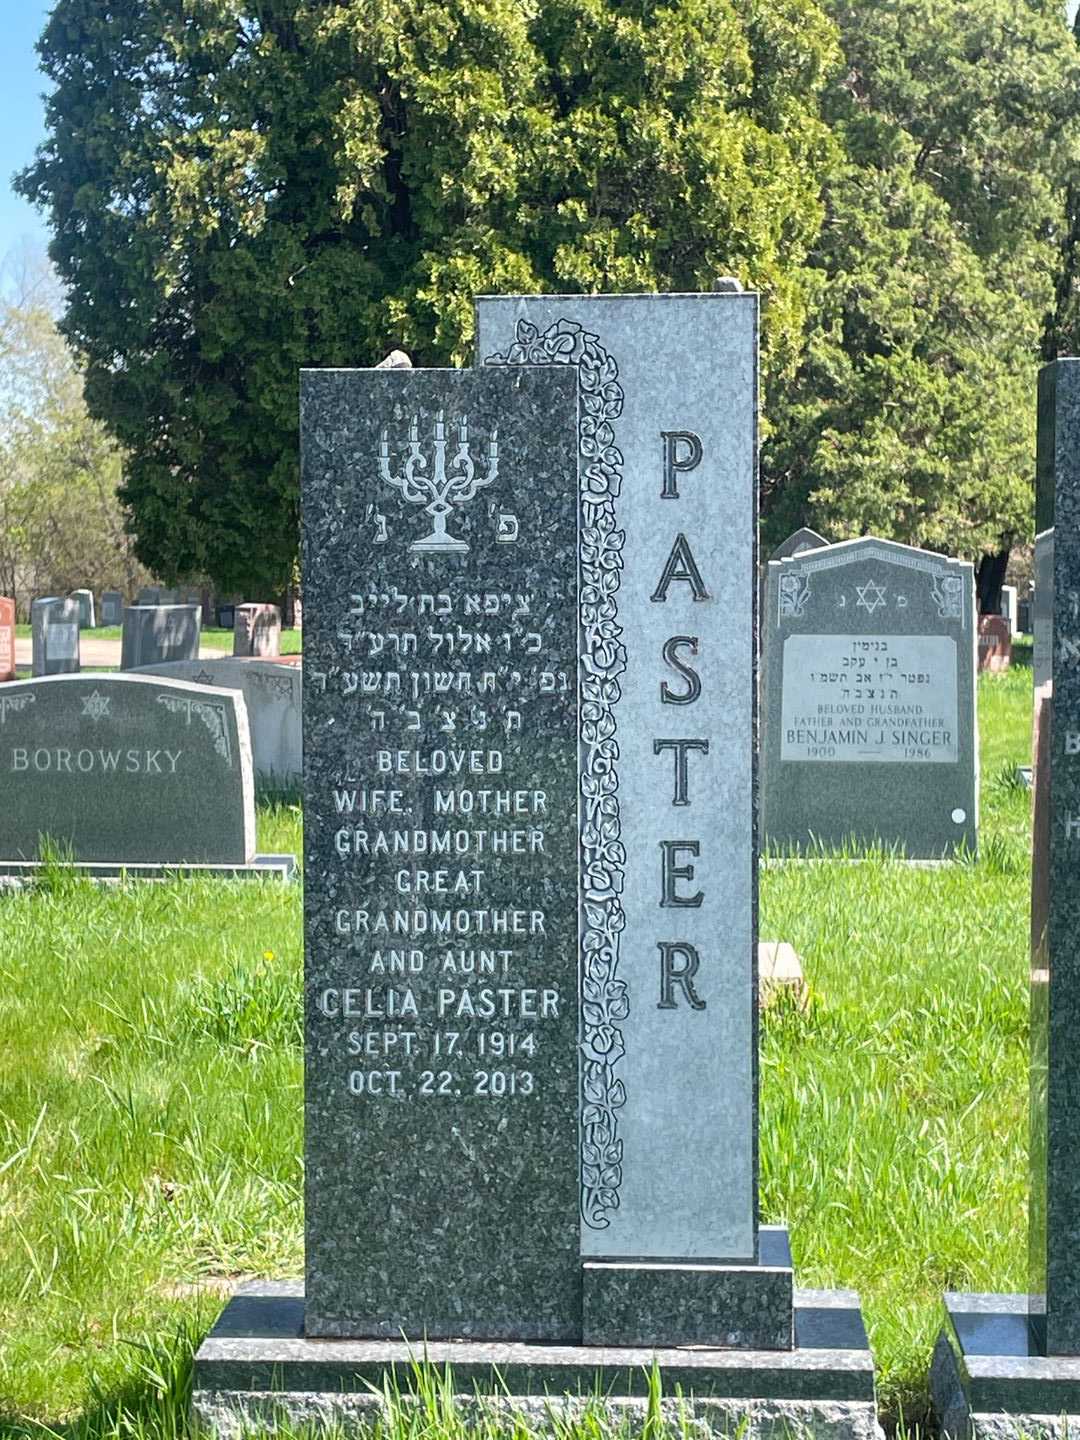 פ' נ'
ציפא בת לייב
כ"ו אלול תרע"ד
נפ' י"ח חשון תשע"ד
ת נ צ ב ה
BELOVED
WIFE, MOTHER
GRANDMOTHER
GREAT
GRANDMOTHER
AND AUNT
CELIA PASTER
SEPT. 17, 1914
OCT. 22, 2013
PASTER
BOROWSKY
פ נ
בנימין
בן י עקב
נפטר י"ז אב תשמ"ו
ת נ צ ב ה
BELOVED HUSBAND
FATHER AND GRANDFATHER
BENJAMIN J. SINGER
1900 — 1986